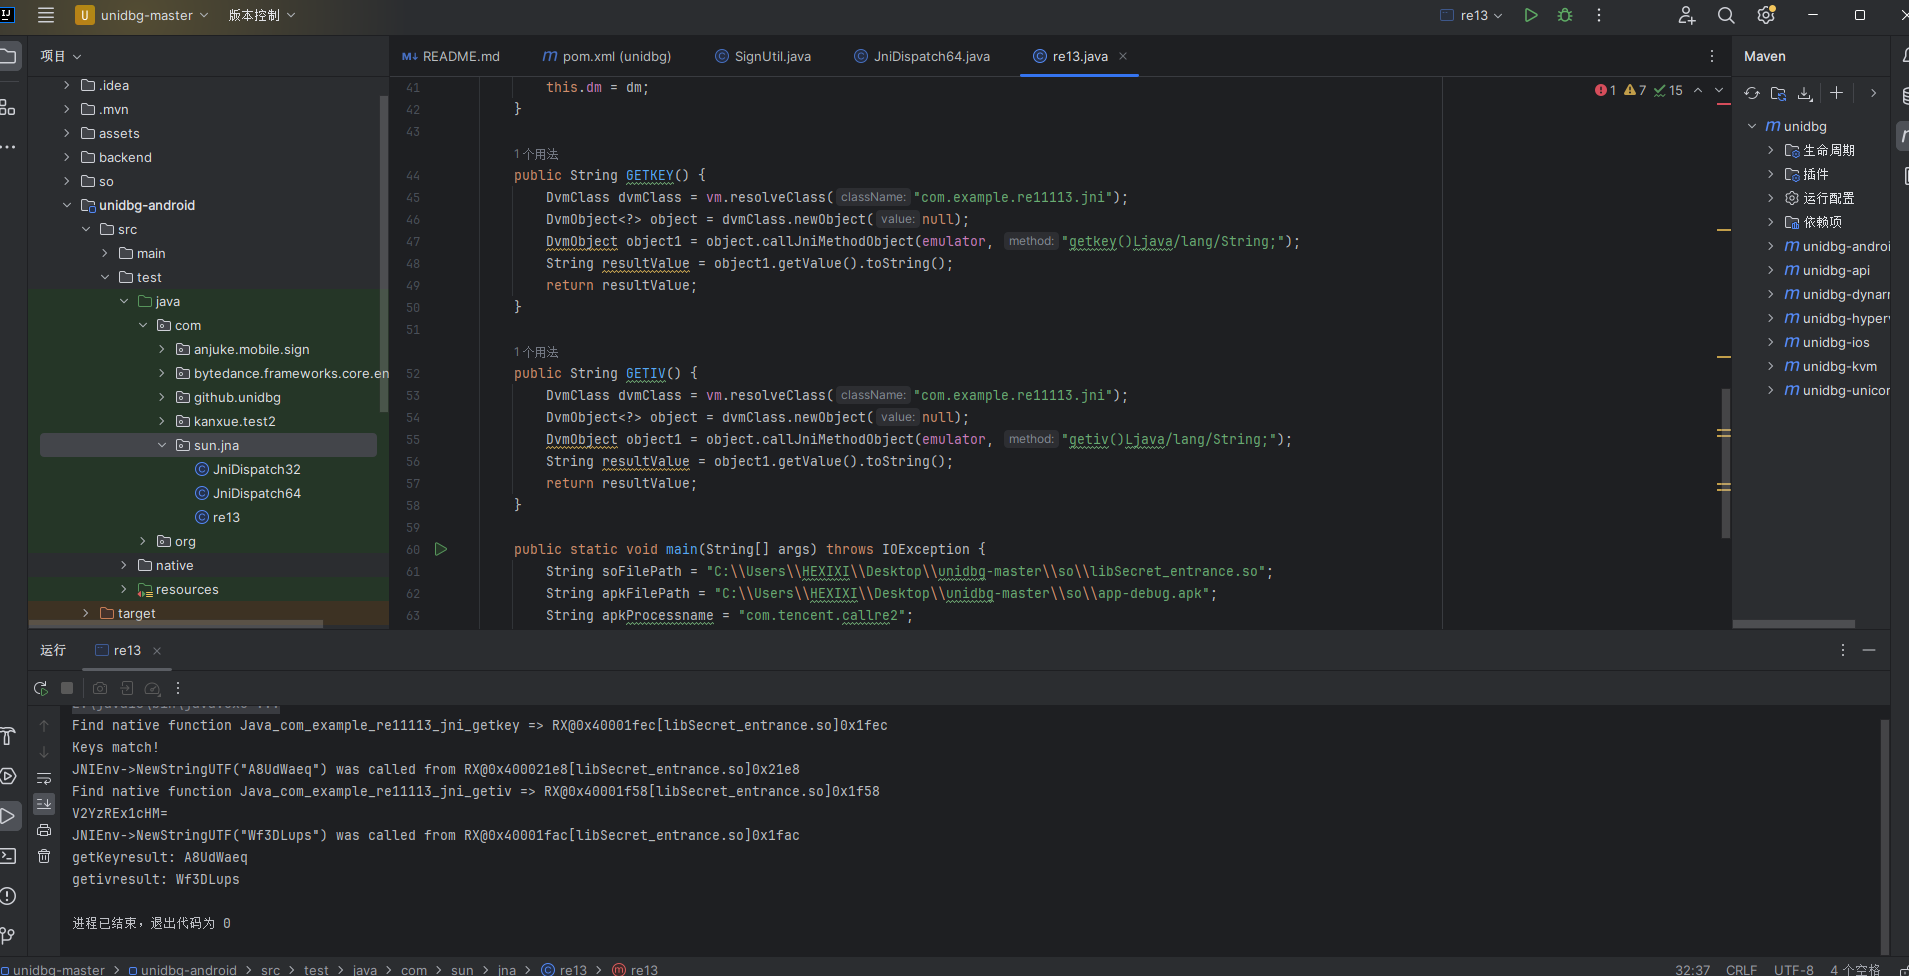 U unidbg-master 版本控制 re13
项目
README.md pom.xml (unidbg) SignUtil.java JniDispatch64.java re13.java
Maven
.idea
.mvn
assets
backend
so
unidbg-android
src
main
test
java
com
anjuke.mobile.sign
bytedance.frameworks.core.en
github.unidbg
kanxue.test2
sun.jna
JniDispatch32
JniDispatch64
re13
org
native
resources
target
1 7 15
41 this.dm = dm;
42 }
43
1个用法
44 public String GETKEY() {
45 DvmClass dvmClass = vm.resolveClass( className: "com.example.re11113.jni");
46 DvmObject<?> object = dvmClass.newObject( value: null);
47 DvmObject object1 = object.callJniMethodObject(emulator, method: "getkey()Ljava/lang/String;");
48 String resultValue = object1.getValue().toString();
49 return resultValue;
50 }
51
1个用法
52 public String GETIV() {
53 DvmClass dvmClass = vm.resolveClass( className: "com.example.re11113.jni");
54 DvmObject<?> object = dvmClass.newObject( value: null);
55 DvmObject object1 = object.callJniMethodObject(emulator, method: "getiv()Ljava/lang/String;");
56 String resultValue = object1.getValue().toString();
57 return resultValue;
58 }
59
60 public static void main(String[] args) throws IOException {
61 String soFilePath = "C:\\Users\\HEXIXI\\Desktop\\unidbg-master\\so\\libSecret_entrance.so";
62 String apkFilePath = "C:\\Users\\HEXIXI\\Desktop\\unidbg-master\\so\\app-debug.apk";
63 String apkProcessname = "com.tencent.callre2";
unidbg
生命周期
插件
运行配置
依赖项
unidbg-androi
unidbg-api
unidbg-dynarr
unidbg-hyperv
unidbg-ios
unidbg-kvm
unidbg-unicor
运行 re13
Find native function Java_com_example_re11113_jni_getkey => RX@0x40001fec[libSecret_entrance.so]0x1fec
Keys match!
JNIEnv->NewStringUTF("A8UdWaeq") was called from RX@0x400021e8[libSecret_entrance.so]0x21e8
Find native function Java_com_example_re11113_jni_getiv => RX@0x40001f58[libSecret_entrance.so]0x1f58
V2YzREx1cHM=
JNIEnv->NewStringUTF("Wf3DLups") was called from RX@0x40001fac[libSecret_entrance.so]0x1fac
getKeyresult: A8UdWaeq
getivresult: Wf3DLups
进程已结束，退出代码为 0
unidbg-master > unidbg-android > src > test > java > com > sun > jna > re13 > re13
32:37 CRLF UTF-8 4 个空格